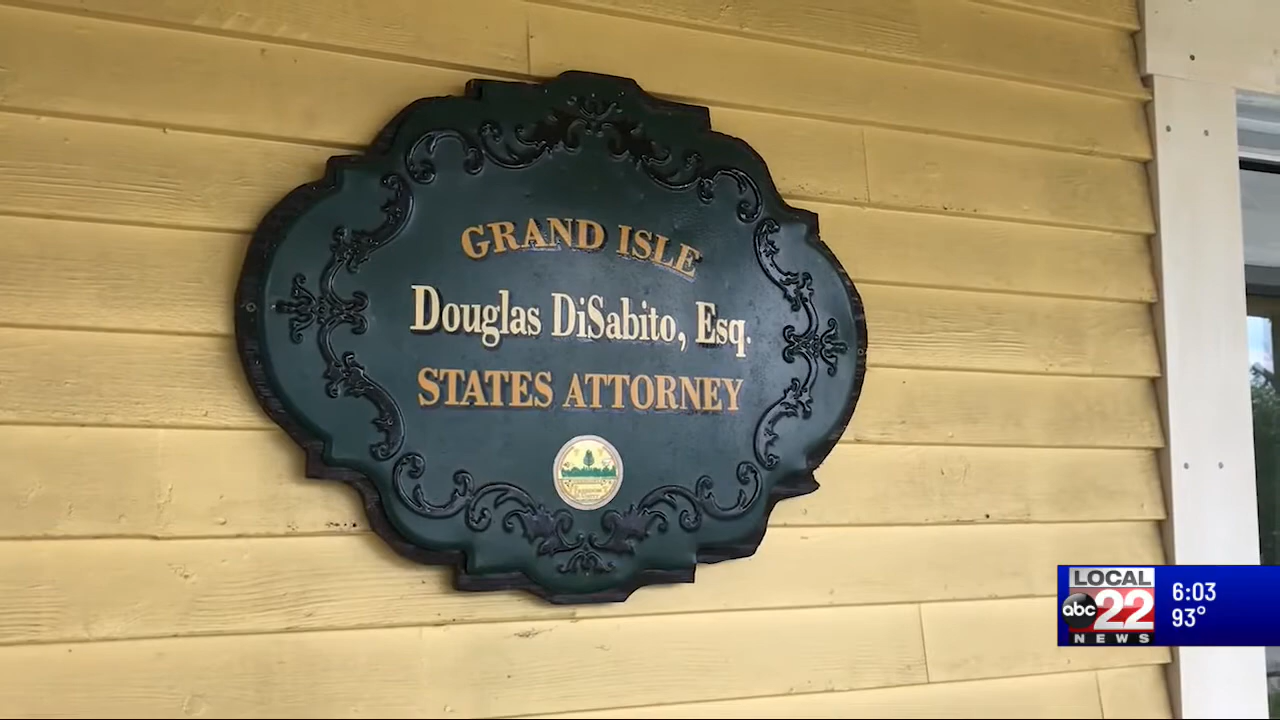 GRAND ISLE
Douglas DiSabito, Esq.
STATES ATTORNEY
LOCAL
abc 22
NEWS
6:03
93°